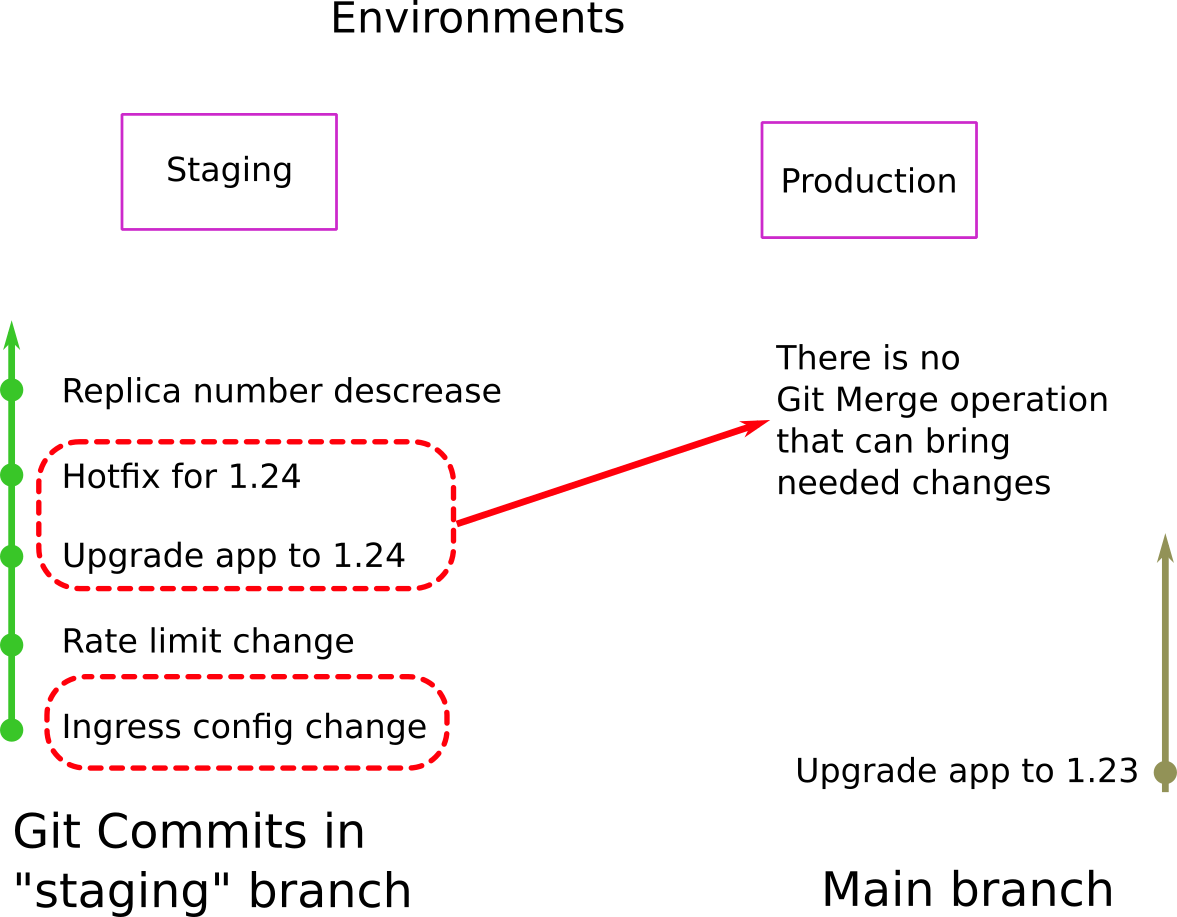 Environments
Staging
Production
Replica number descrease
Hotfix for 1.24
Upgrade app to 1.24
Rate limit change
Ingress config change
Git Commits in
"staging" branch
There is no
Git Merge operation
that can bring
needed changes
Upgrade app to 1.23
Main branch